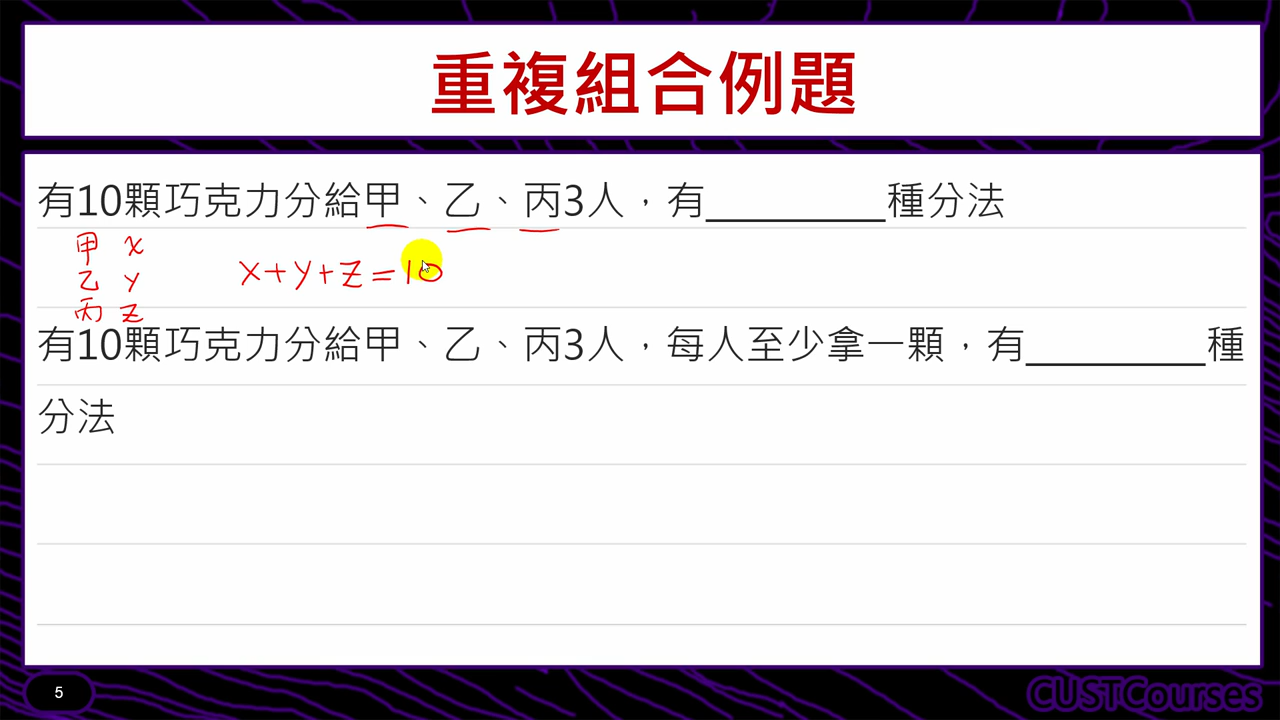 重複組合例題
有10顆巧克力分給甲、乙、丙3人，有_________種分法
甲 x
乙 y
丙 z
x+y+z=10
有10顆巧克力分給甲、乙、丙3人，每人至少拿一顆，有_________種
分法
5
CUSTCourses